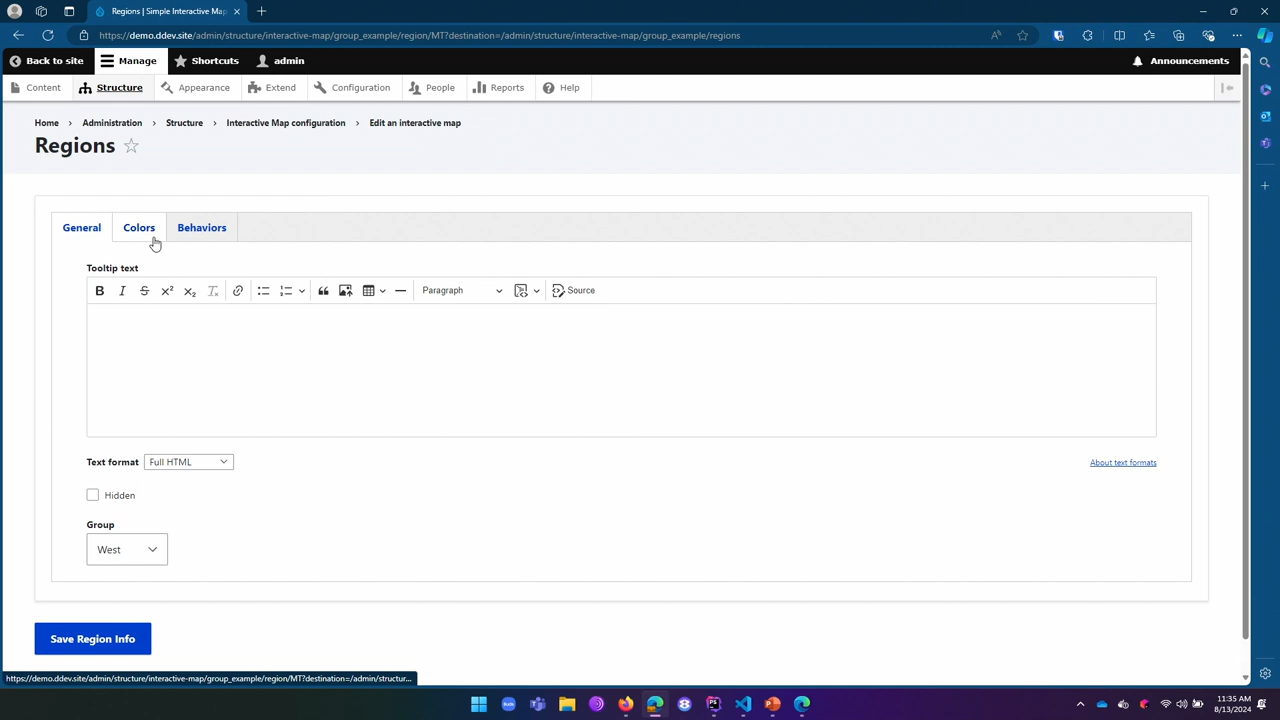 Regions | Simple Interactive Map
https://demo.ddev.site/admin/structure/interactive-map/group_example/region/MT?destination=/admin/structure/interactive-map/group_example/regions
Back to site Manage Shortcuts admin Announcements
Content Structure Appearance Extend Configuration People Reports Help
Home > Administration > Structure > Interactive Map configuration > Edit an interactive map
Regions
General Colors Behaviors
Tooltip text
Paragraph Source
Text format Full HTML About text formats
Hidden
Group
West
Save Region Info
https://demo.ddev.site/admin/structure/interactive-map/group_example/region/MT?destination=/admin/structur...
11:35 AM
8/13/2024